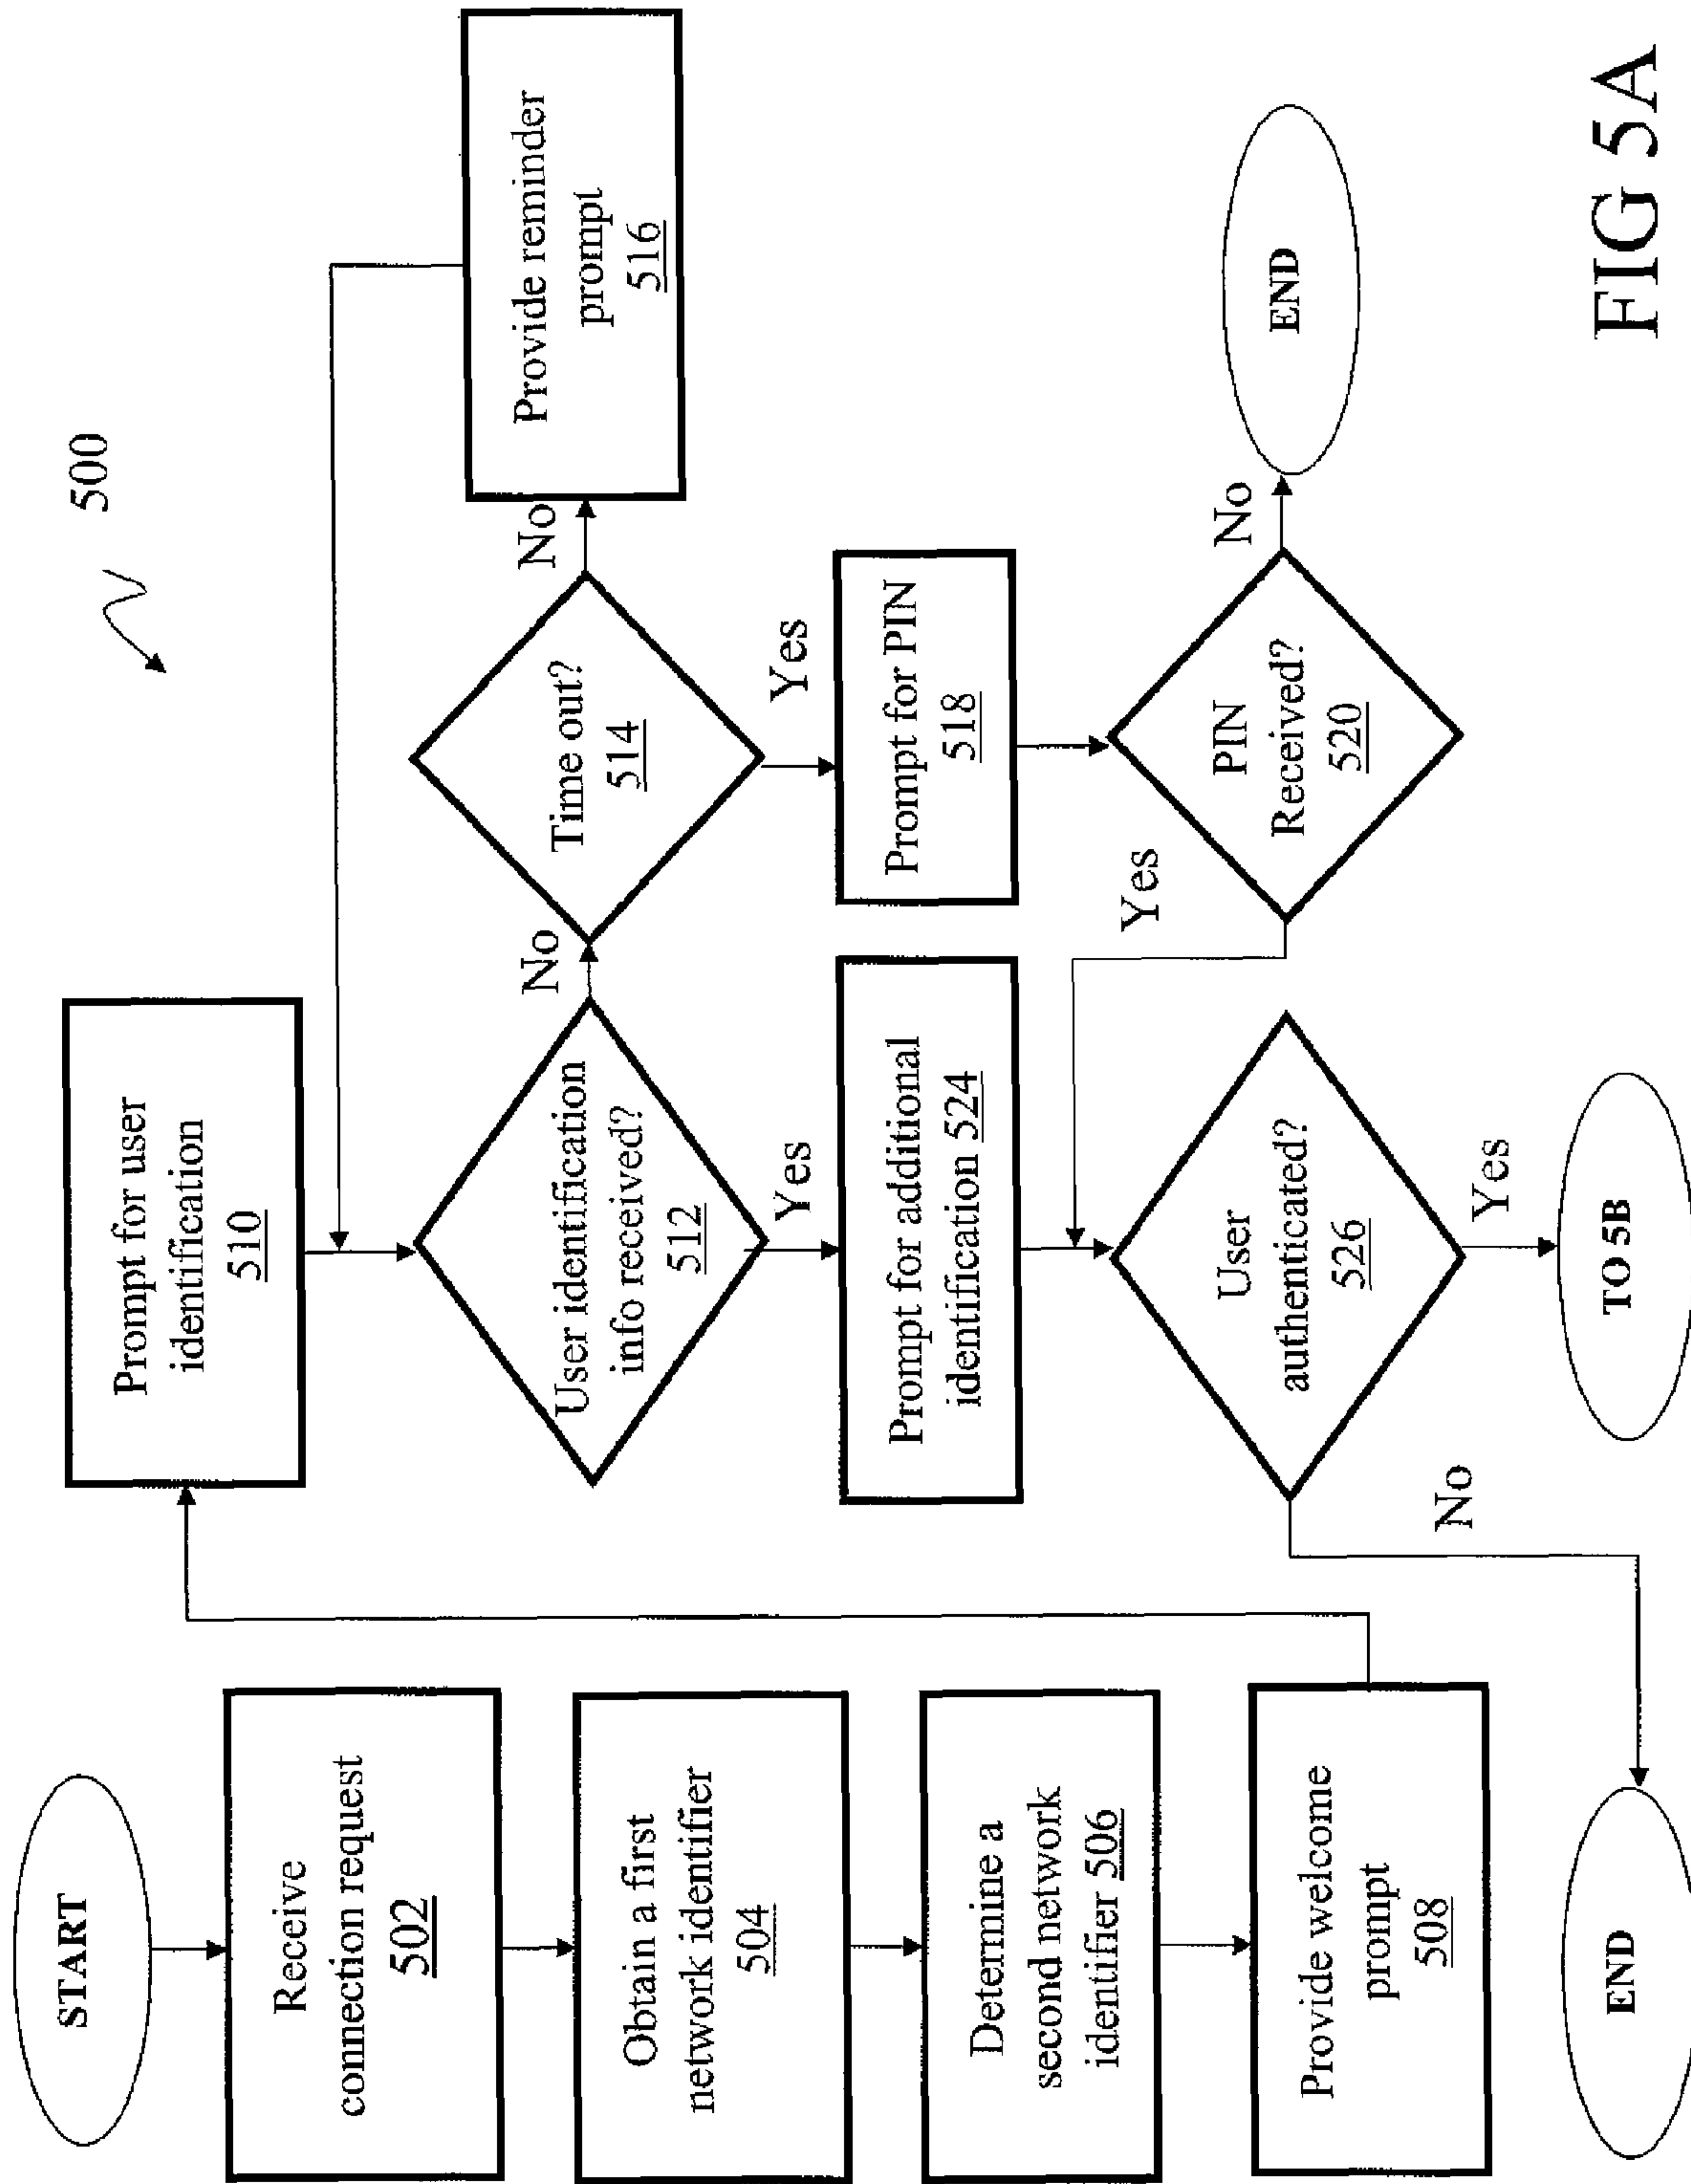 500
START
Receive
connection request
502
Obtain a first
network identifier
504
Determine a
second network
identifier 506
Provide welcome
prompt
508
END
Prompt for user
identification
510
User identification
info received?
512
No
Yes
Time out?
514
No
Yes
Provide reminder
prompt
516
Prompt for additional
identification 524
Prompt for PIN
518
User
authenticated?
526
No
Yes
PIN
Received?
520
Yes
No
END
TO 5B
FIG 5A